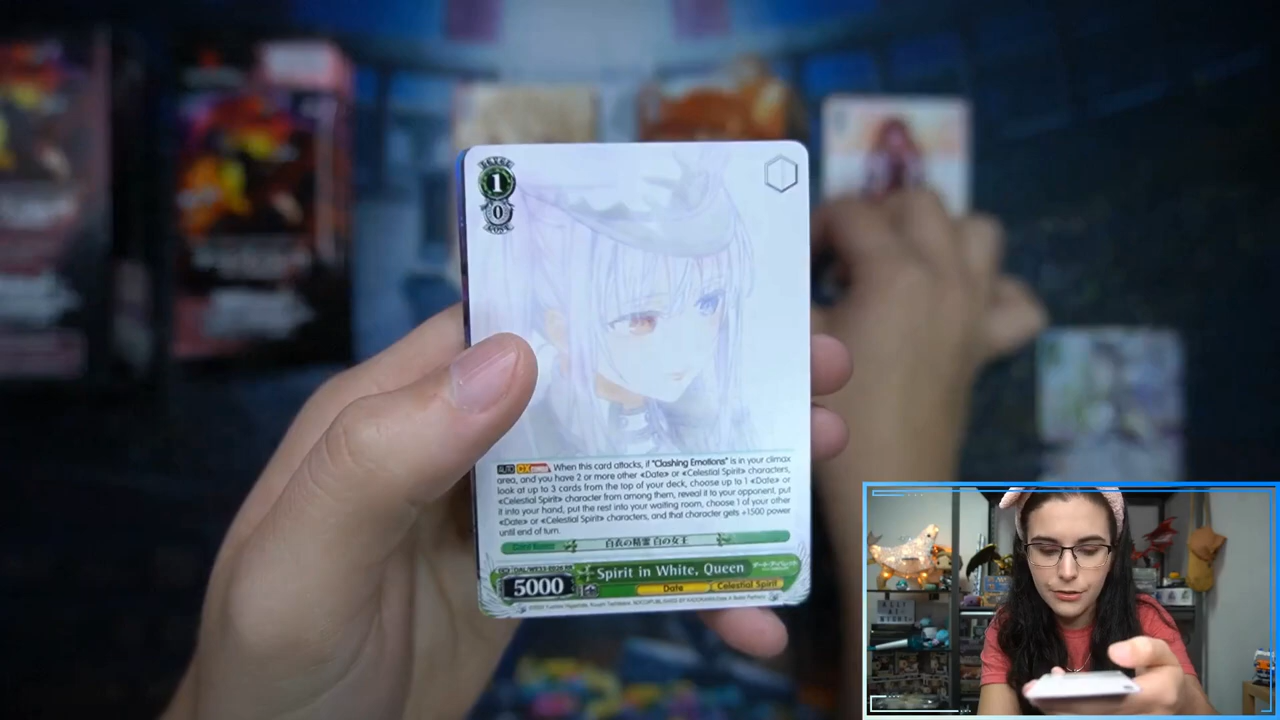 1
0
AUTO CX COMBO When this card attacks, if "Clashing Emotions" is in your climax
area, and you have 2 or more other «Date» or «Celestial Spirit» characters,
look at up to 3 cards from the top of your deck, choose up to 1 «Date» or
«Celestial Spirit» character from among them, reveal it to your opponent, put
it into your hand, put the rest into your waiting room, choose 1 of your other
«Date» or «Celestial Spirit» characters, and that character gets +1500 power
until end of turn.
Card Name 白衣の精霊 白の女王
5000 Spirit in White, Queen
Date Celestial Spirit